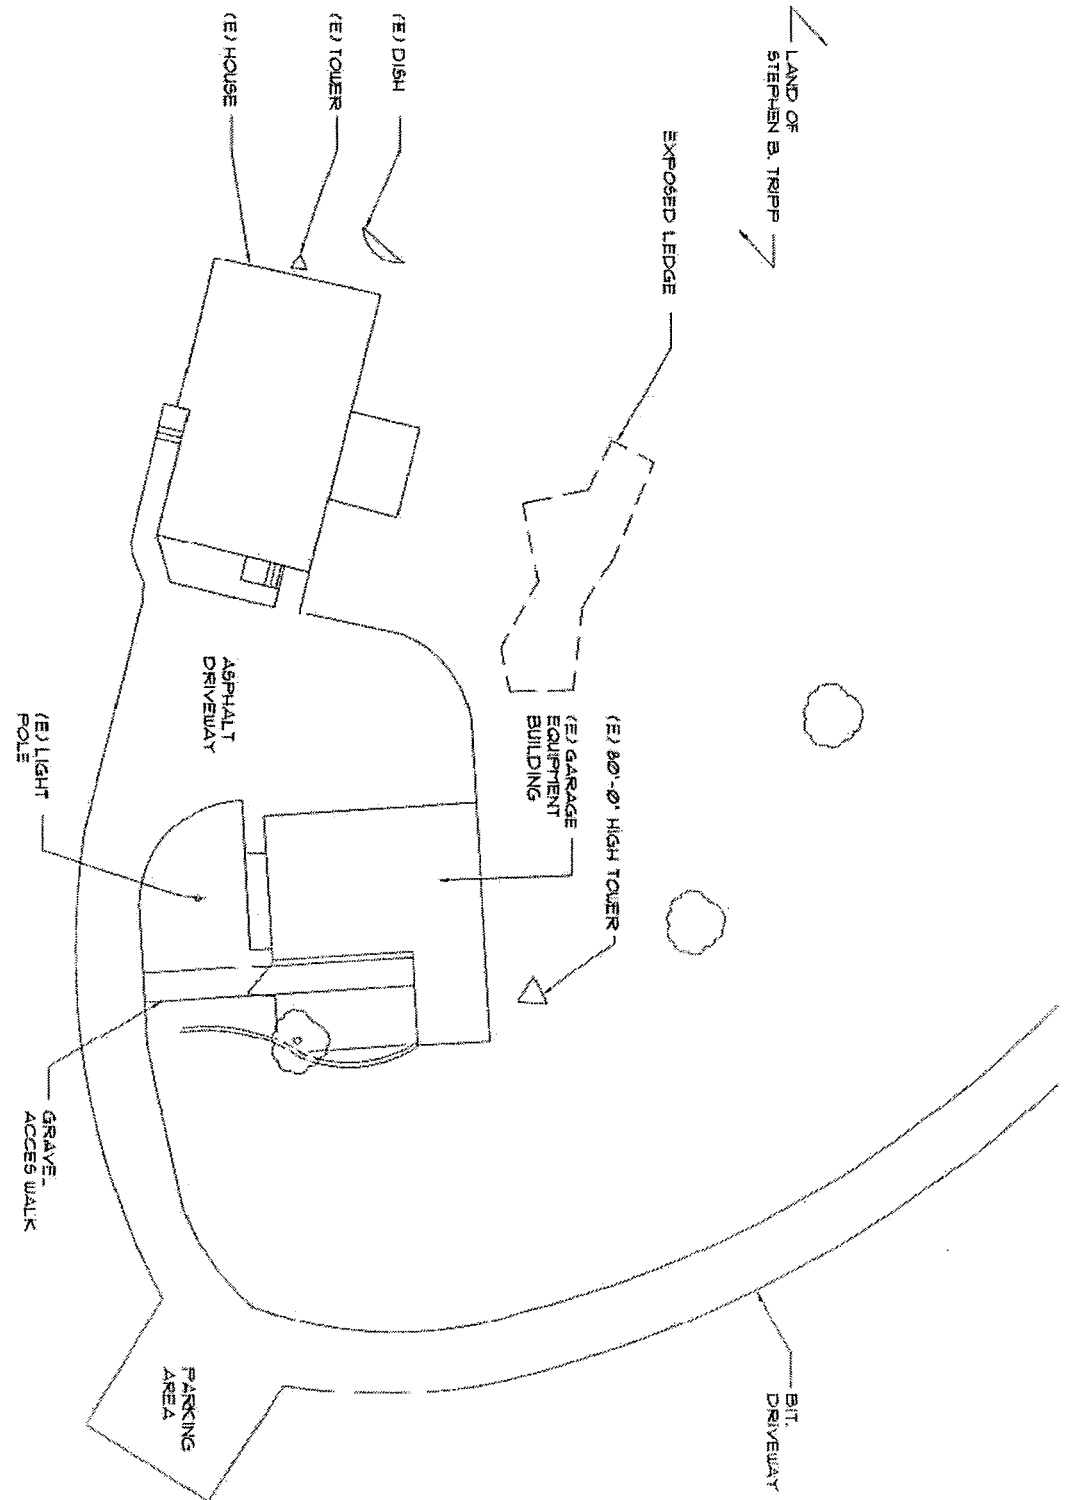 LAND OF
STEPHEN B. TRIPP
EXPOSED LEDGE
(E) DISH
(E) TOWER
(E) HOUSE
(E) 80'-0" HIGH TOWER
(E) GARAGE
EQUIPMENT
BUILDING
ASPHALT
DRIVEWAY
(E) LIGHT
POLE
GRAVEL
ACCES WALK
BIT.
DRIVEWAY
PARKING
AREA